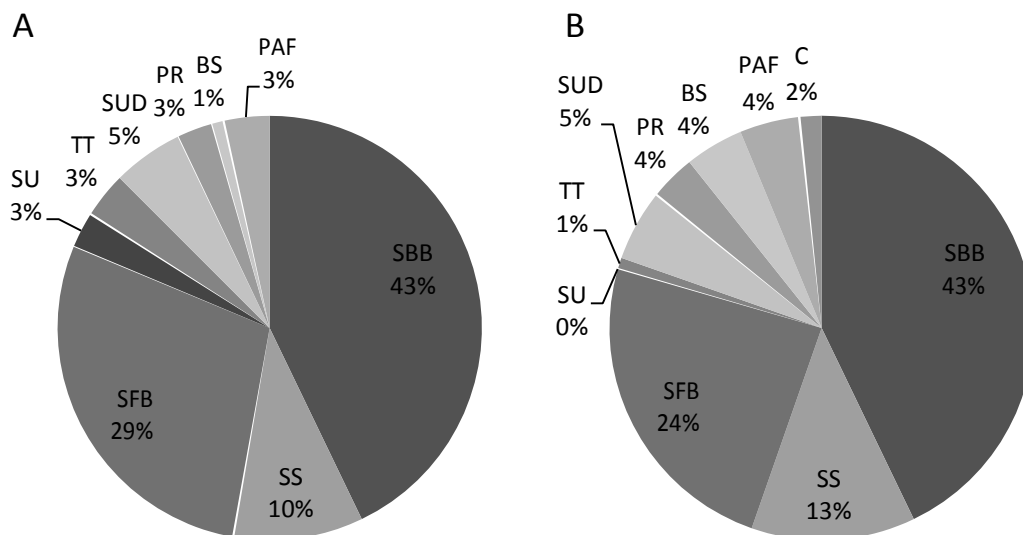 A
PAF
3%
BS
1%
PR
3%
SUD
5%
TT
3%
SU
3%
SBB
43%
SFB
29%
SS
10%
B
C
2%
PAF
4%
BS
4%
SUD
5%
PR
4%
TT
1%
SU
0%
SBB
43%
SFB
24%
SS
13%